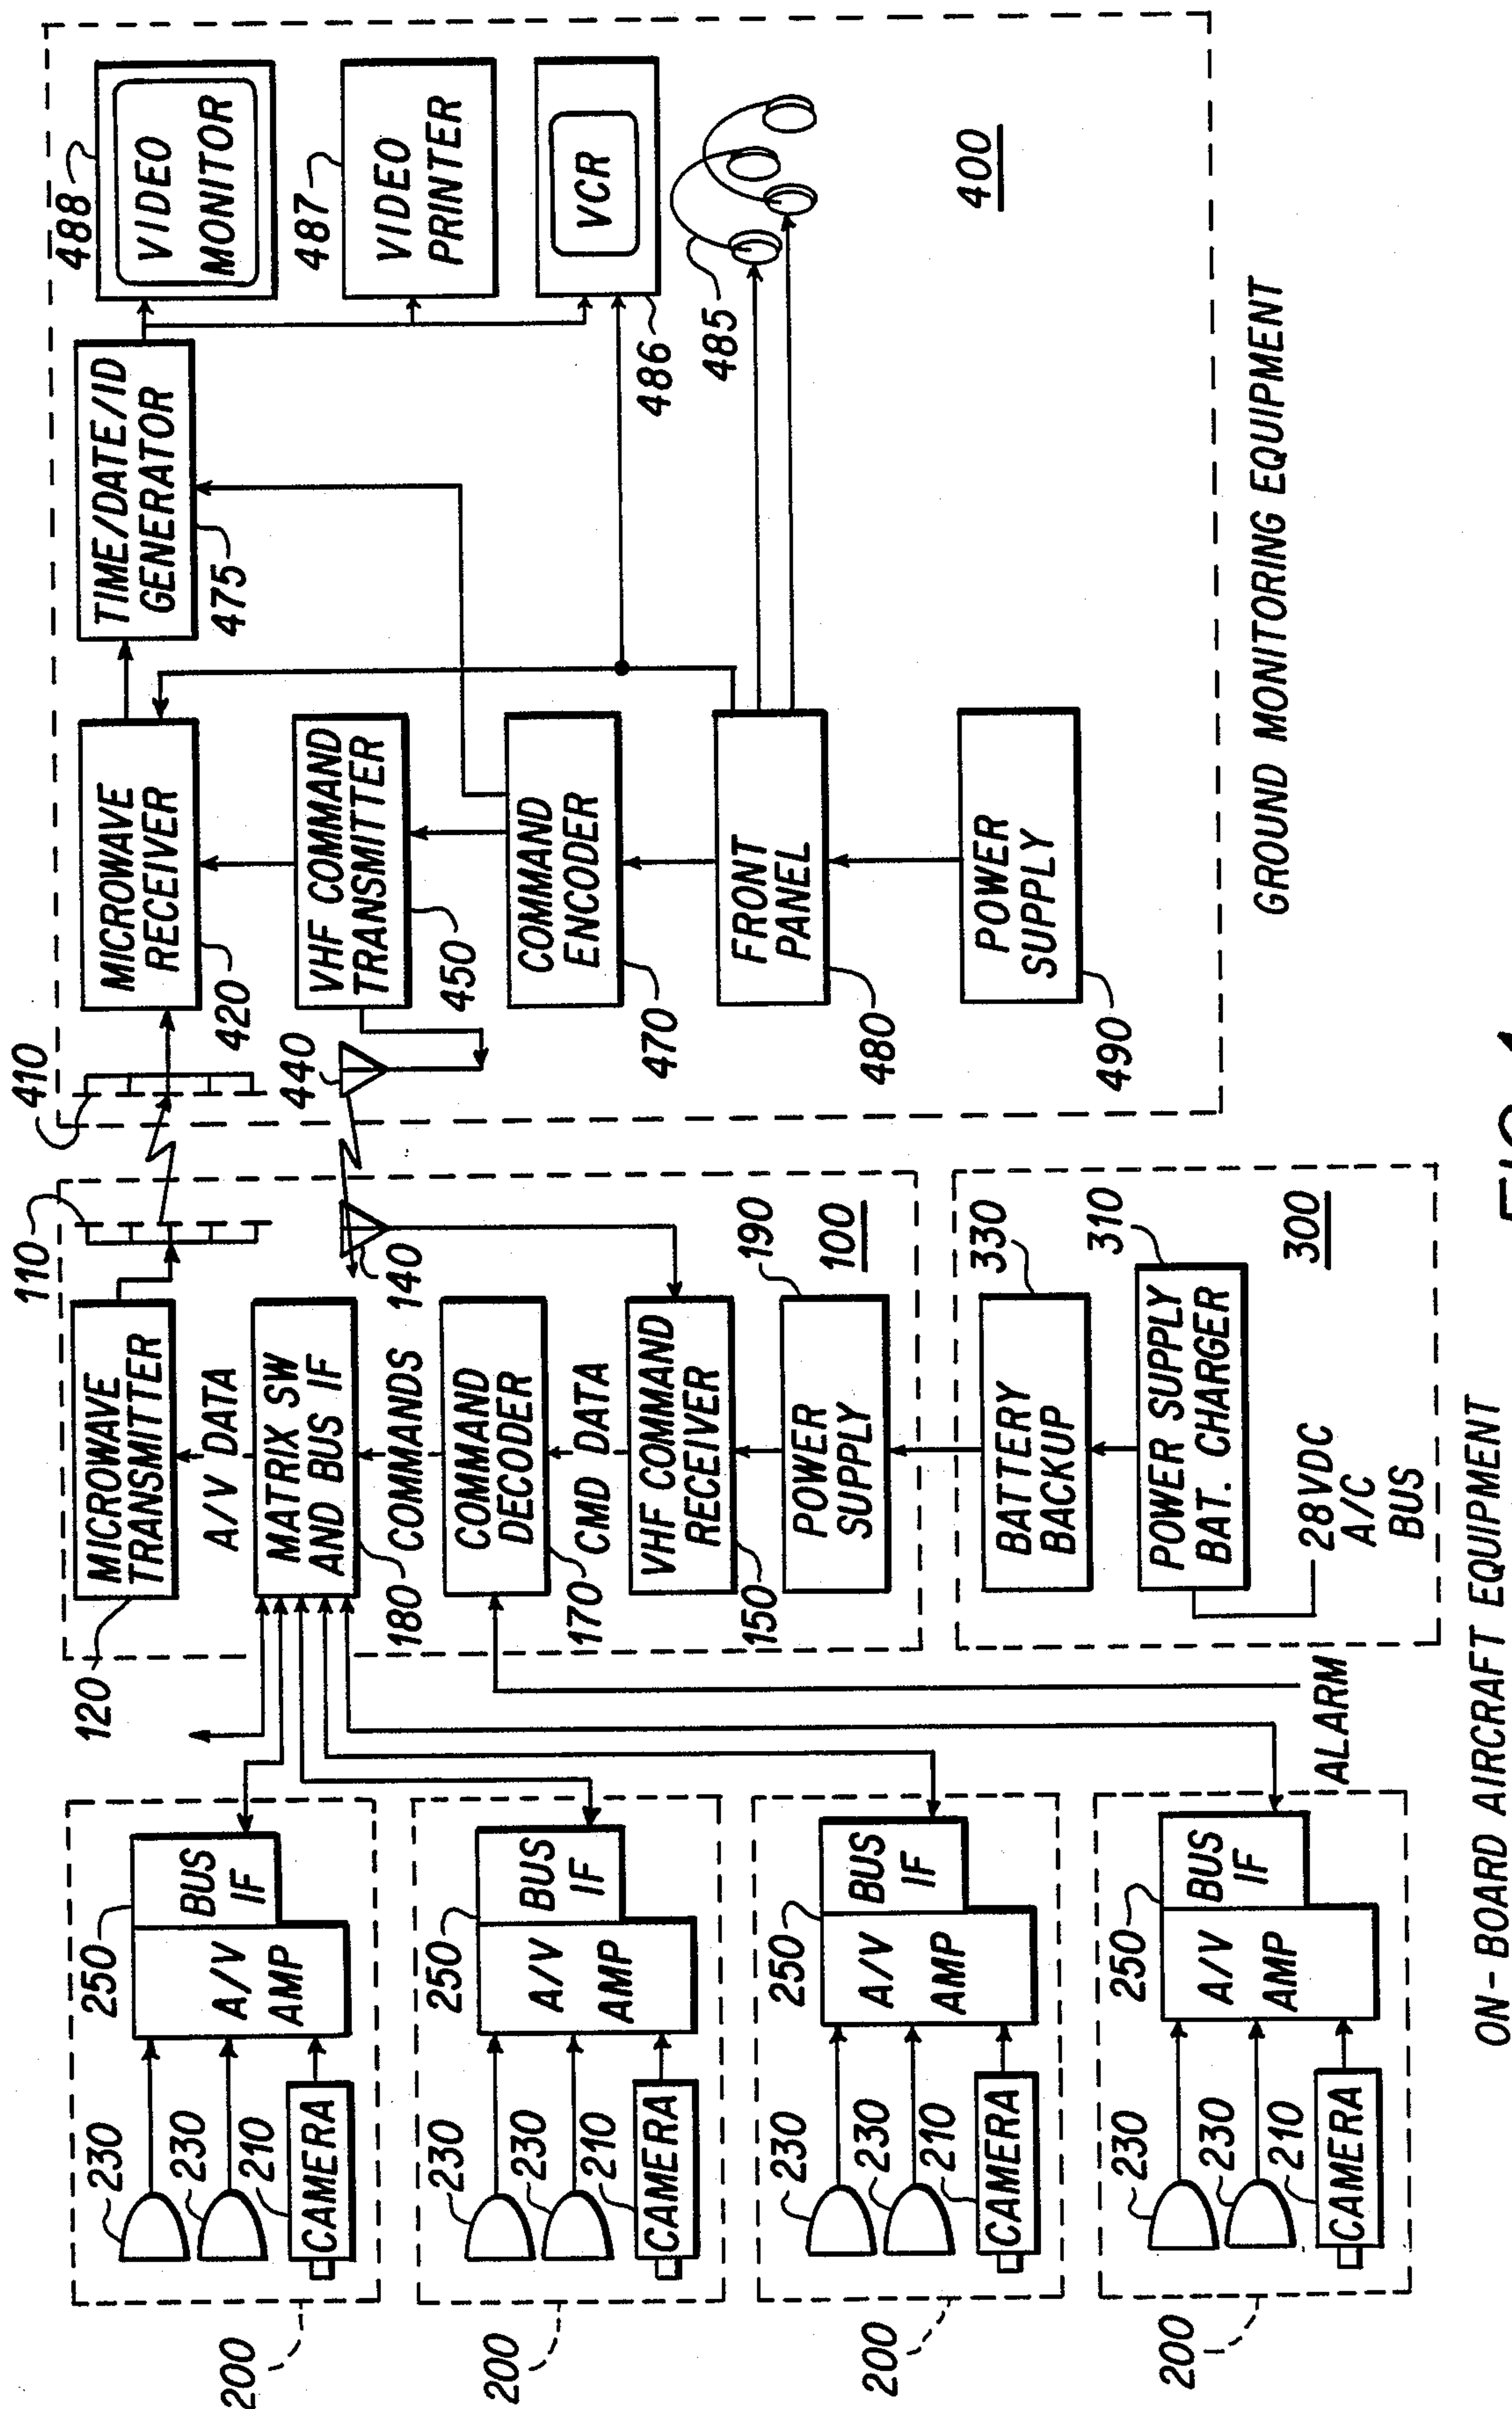 200
230
230
210
CAMERA
250
A/V
AMP
BUS
IF
200
230
230
210
CAMERA
250
A/V
AMP
BUS
IF
200
230
230
210
CAMERA
250
A/V
AMP
BUS
IF
200
230
230
210
CAMERA
250
A/V
AMP
BUS
IF
ALARM
120
MICROWAVE
TRANSMITTER
110
A/V DATA
MATRIX SW
AND BUS IF
180
COMMANDS
140
COMMAND
DECODER
170
CMD DATA
VHF COMMAND
RECEIVER
150
POWER
SUPPLY
190
100
BATTERY
BACKUP
330
POWER SUPPLY
BAT. CHARGER
310
300
28VDC
A/C
BUS
ON-BOARD AIRCRAFT EQUIPMENT
410
MICROWAVE
RECEIVER
420
440
VHF COMMAND
TRANSMITTER
450
COMMAND
ENCODER
470
FRONT
PANEL
480
POWER
SUPPLY
490
TIME/DATE/ID
GENERATOR
475
488
VIDEO
MONITOR
487
VIDEO
PRINTER
VCR
486
485
400
GROUND MONITORING EQUIPMENT